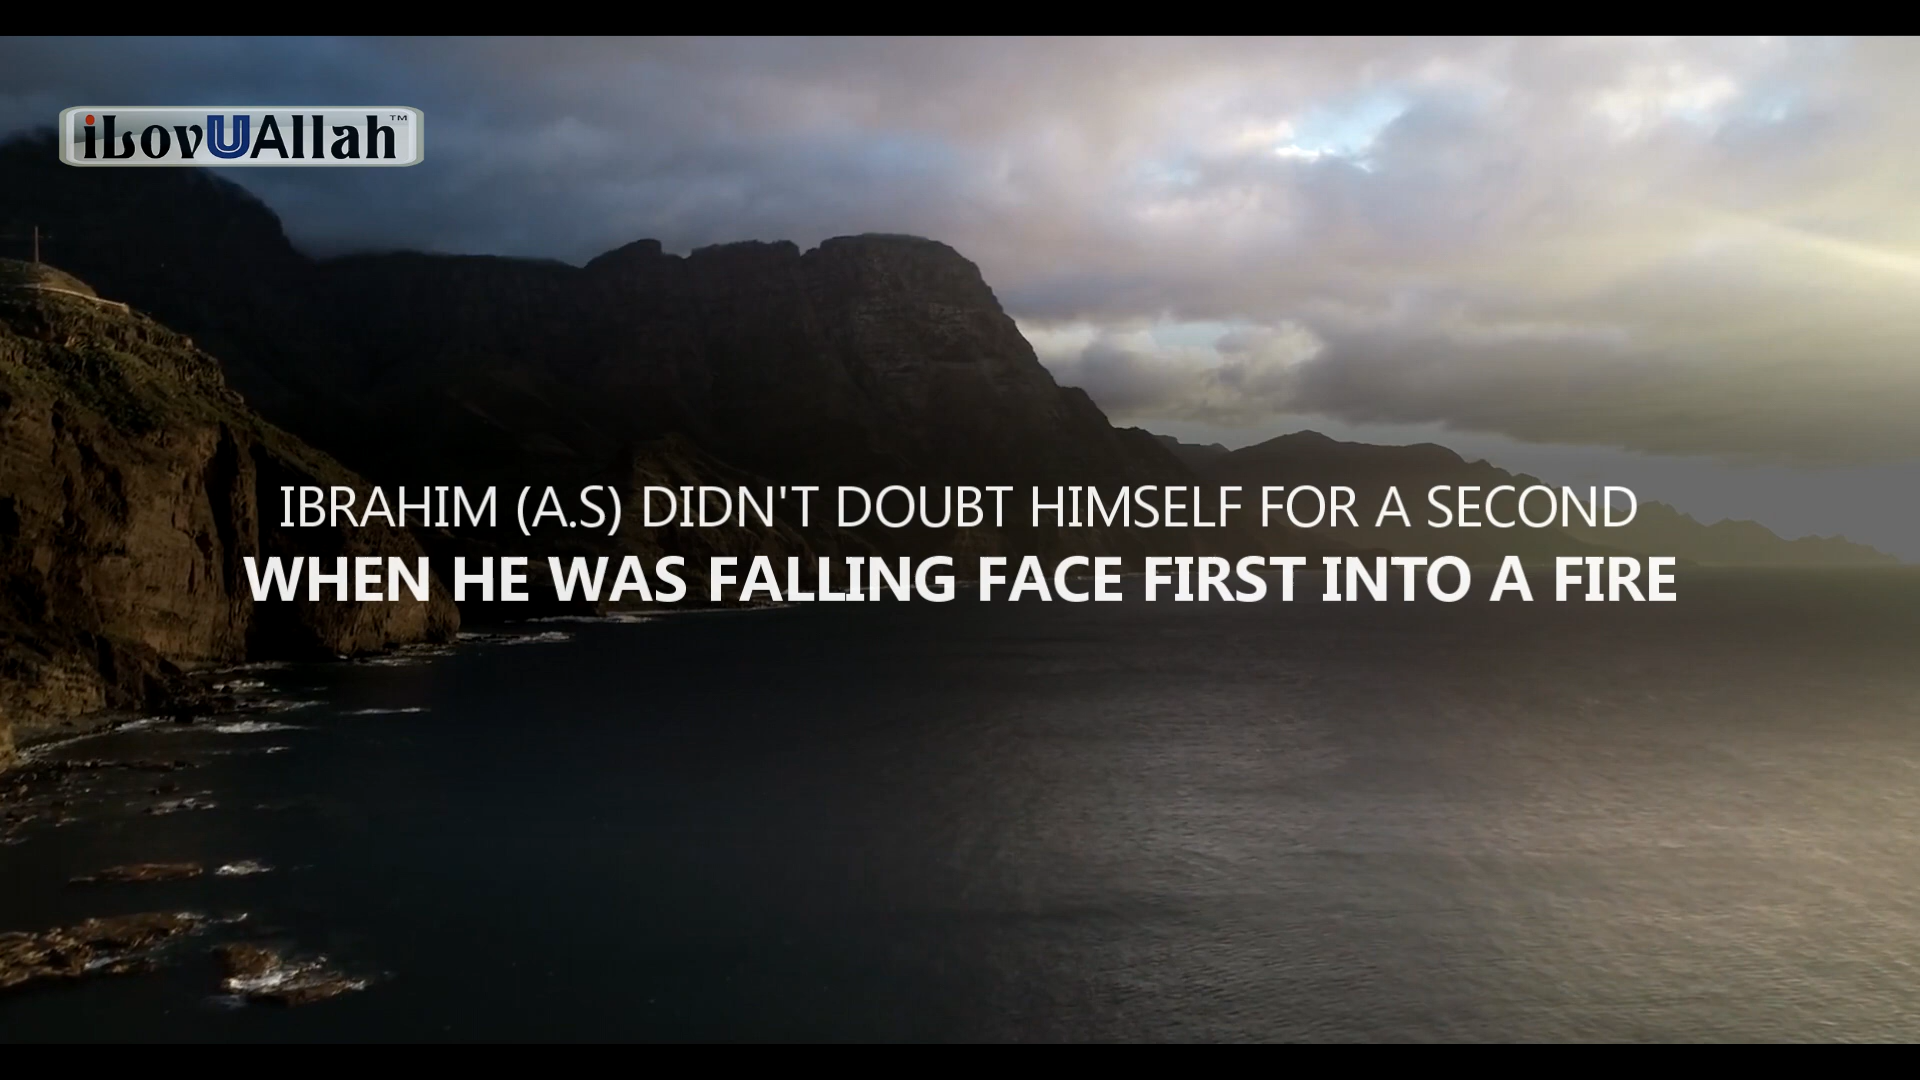 iLovUAllah™
IBRAHIM (A.S) DIDN'T DOUBT HIMSELF FOR A SECOND
WHEN HE WAS FALLING FACE FIRST INTO A FIRE